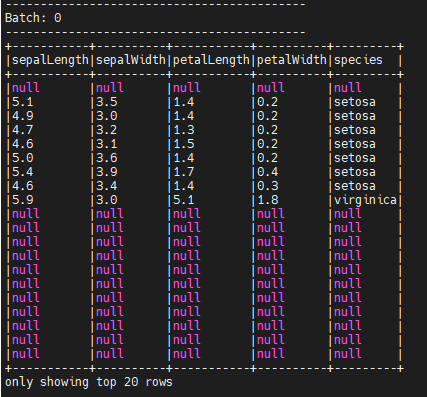 -------------------------------------------
Batch: 0
-------------------------------------------
+-----------+----------+-----------+----------+---------+
|sepalLength|sepalWidth|petalLength|petalWidth|species  |
+-----------+----------+-----------+----------+---------+
|null       |null      |null       |null      |null     |
|5.1        |3.5       |1.4        |0.2       |setosa   |
|4.9        |3.0       |1.4        |0.2       |setosa   |
|4.7        |3.2       |1.3        |0.2       |setosa   |
|4.6        |3.1       |1.5        |0.2       |setosa   |
|5.0        |3.6       |1.4        |0.2       |setosa   |
|5.4        |3.9       |1.7        |0.4       |setosa   |
|4.6        |3.4       |1.4        |0.3       |setosa   |
|5.9        |3.0       |5.1        |1.8       |virginica|
|null       |null      |null       |null      |null     |
|null       |null      |null       |null      |null     |
|null       |null      |null       |null      |null     |
|null       |null      |null       |null      |null     |
|null       |null      |null       |null      |null     |
|null       |null      |null       |null      |null     |
|null       |null      |null       |null      |null     |
|null       |null      |null       |null      |null     |
|null       |null      |null       |null      |null     |
|null       |null      |null       |null      |null     |
|null       |null      |null       |null      |null     |
+-----------+----------+-----------+----------+---------+
only showing top 20 rows